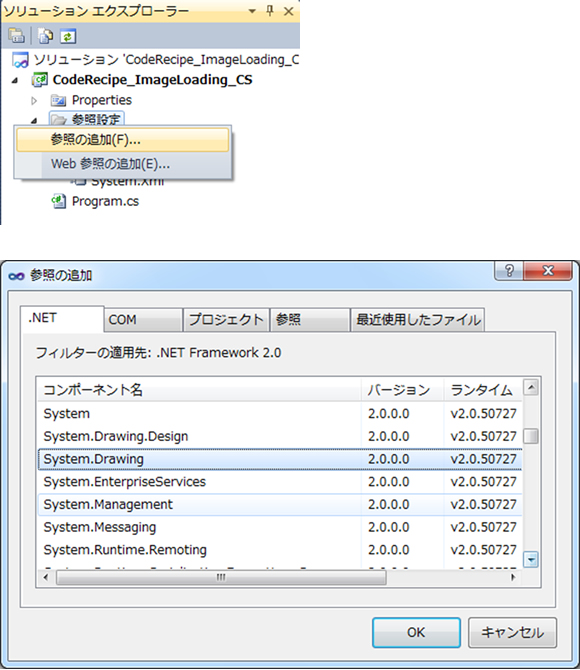 ソリューション エクスプローラー
ソリューション 'CodeRecipe_ImageLoading_C
CodeRecipe_ImageLoading_CS
Properties
参照設定
参照の追加(F)...
Web 参照の追加(E)...
System.Xml
Program.cs
参照の追加
.NET COM プロジェクト 参照 最近使用したファイル
フィルターの適用先: .NET Framework 2.0
コンポーネント名 バージョン ランタイム
System 2.0.0.0 v2.0.50727
System.Drawing.Design 2.0.0.0 v2.0.50727
System.Drawing 2.0.0.0 v2.0.50727
System.EnterpriseServices 2.0.0.0 v2.0.50727
System.Management 2.0.0.0 v2.0.50727
System.Messaging 2.0.0.0 v2.0.50727
System.Runtime.Remoting 2.0.0.0 v2.0.50727
OK キャンセル